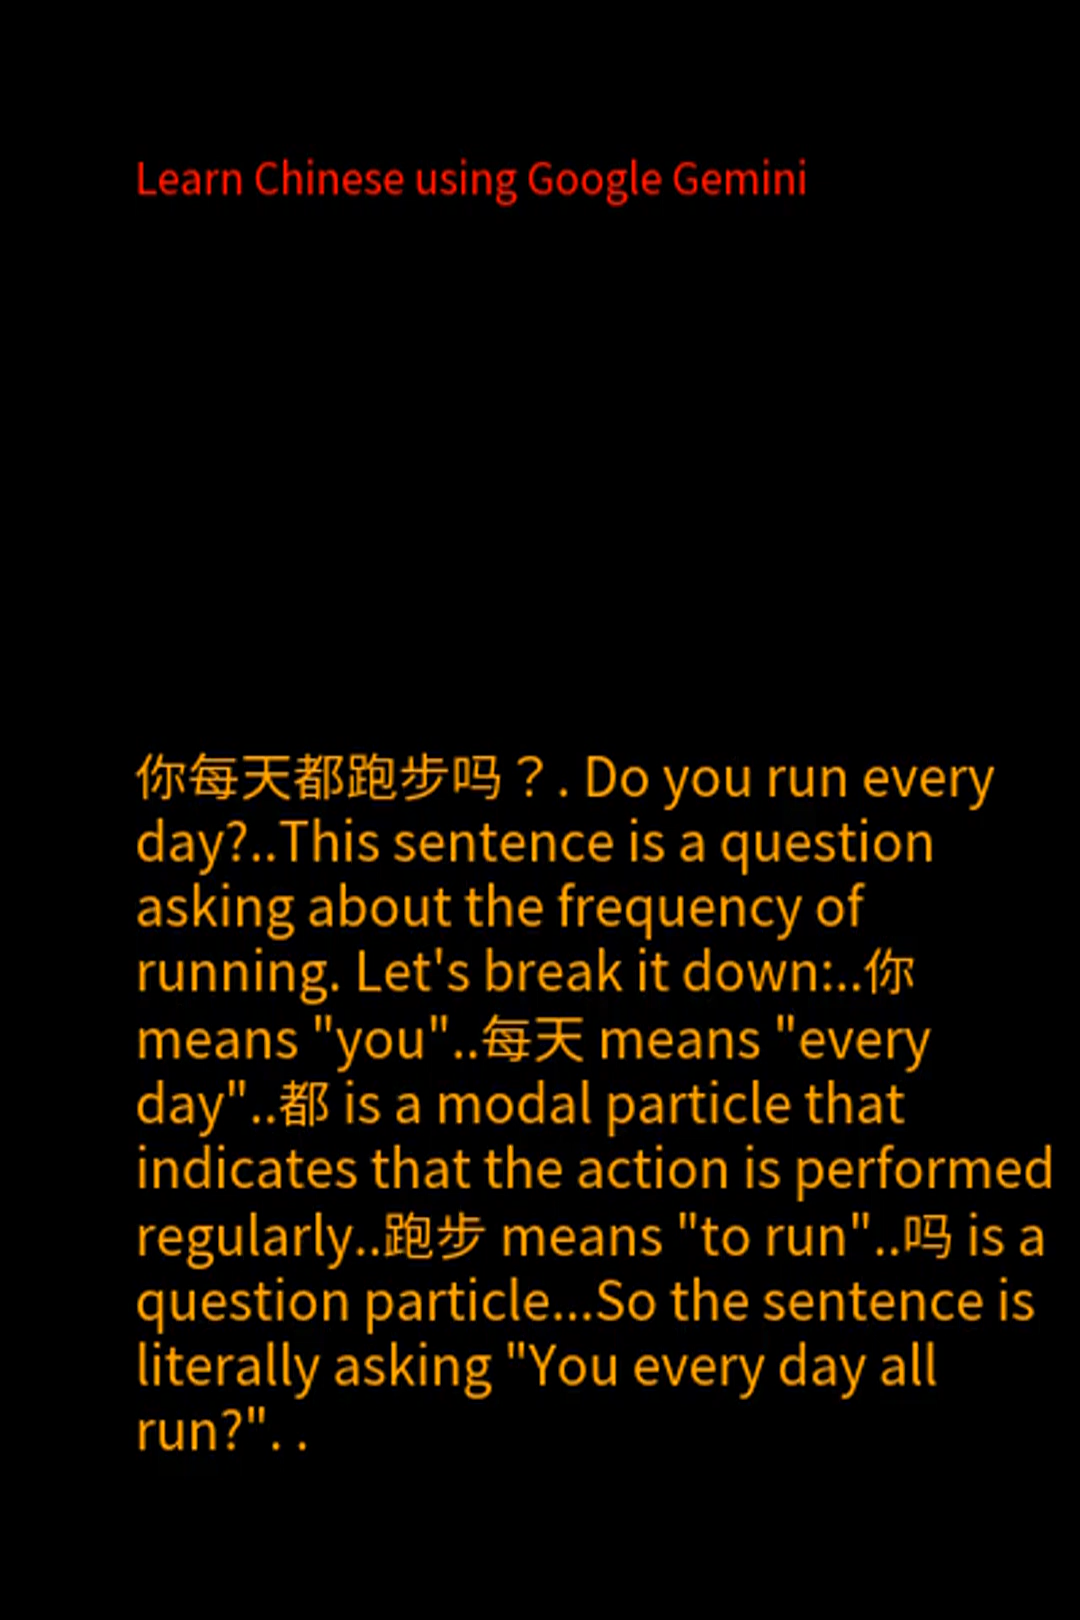 Learn Chinese using Google Gemini
你每天都跑步吗？. Do you run every
day?..This sentence is a question
asking about the frequency of
running. Let's break it down:...你
means "you"..每天 means "every
day"..都 is a modal particle that
indicates that the action is performed
regularly..跑步 means "to run"..吗 is a
question particle...So the sentence is
literally asking "You every day all
run?". .